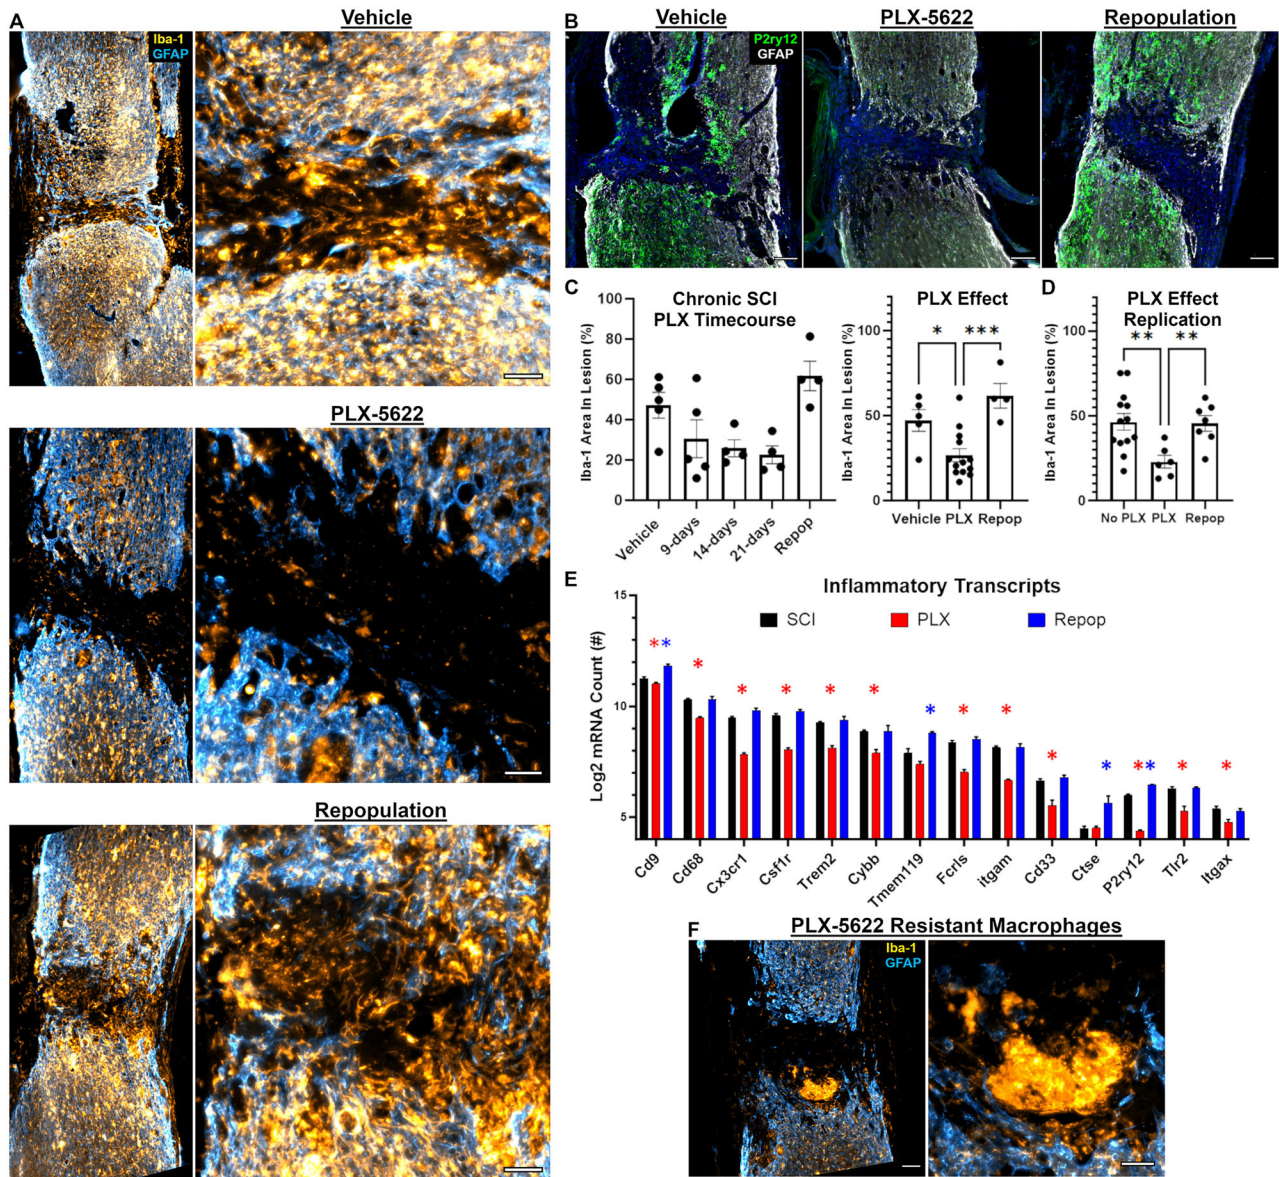 A
Vehicle
Iba-1
GFAP
PLX-5622
Repopulation
B
Vehicle
PLX-5622
Repopulation
P2ry12
GFAP
C
Chronic SCI
PLX Timecourse
Iba-1 Area In Lesion (%)
100
80
60
40
20
0
Vehicle
9-days
14-days
21-days
Repop
PLX Effect
* ***
Iba-1 Area In Lesion (%)
100
50
0
Vehicle PLX Repop
D
PLX Effect
Replication
** **
Iba-1 Area In Lesion (%)
100
50
0
No PLX PLX Repop
E
Inflammatory Transcripts
SCI PLX Repop
Log2 mRNA Count (#)
15
10
5
* * * * * * * * * * * * * * * *
Cd9
Cd68
Cx3cr1
Csf1r
Trem2
Cybb
Tmem119
Fcrls
itgam
Cd33
Ctse
P2ry12
Tlr2
Itgax
F
PLX-5622 Resistant Macrophages
Iba-1
GFAP